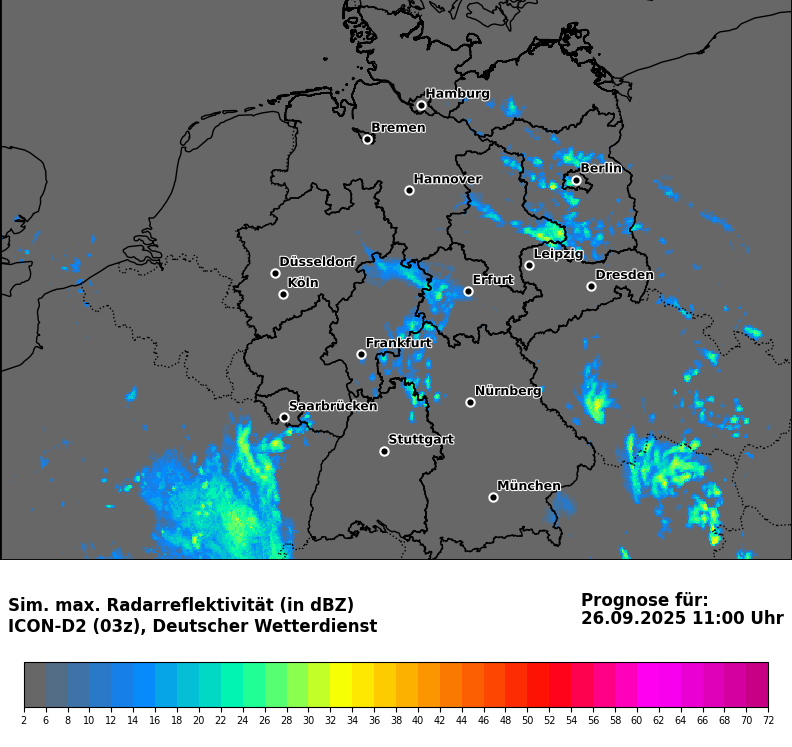 Hamburg
Bremen
Berlin
Hannover
Leipzig
Düsseldorf
Dresden
Köln
Erfurt
Frankfurt
Nürnberg
Saarbrücken
Stuttgart
München
Sim. max. Radarreflektivität (in dBZ)
ICON-D2 (03z), Deutscher Wetterdienst
Prognose für:
26.09.2025 11:00 Uhr
2 6 8 10 12 14 16 18 20 22 24 26 28 30 32 34 36 38 40 42 44 46 48 50 52 54 56 58 60 62 64 66 68 70 72